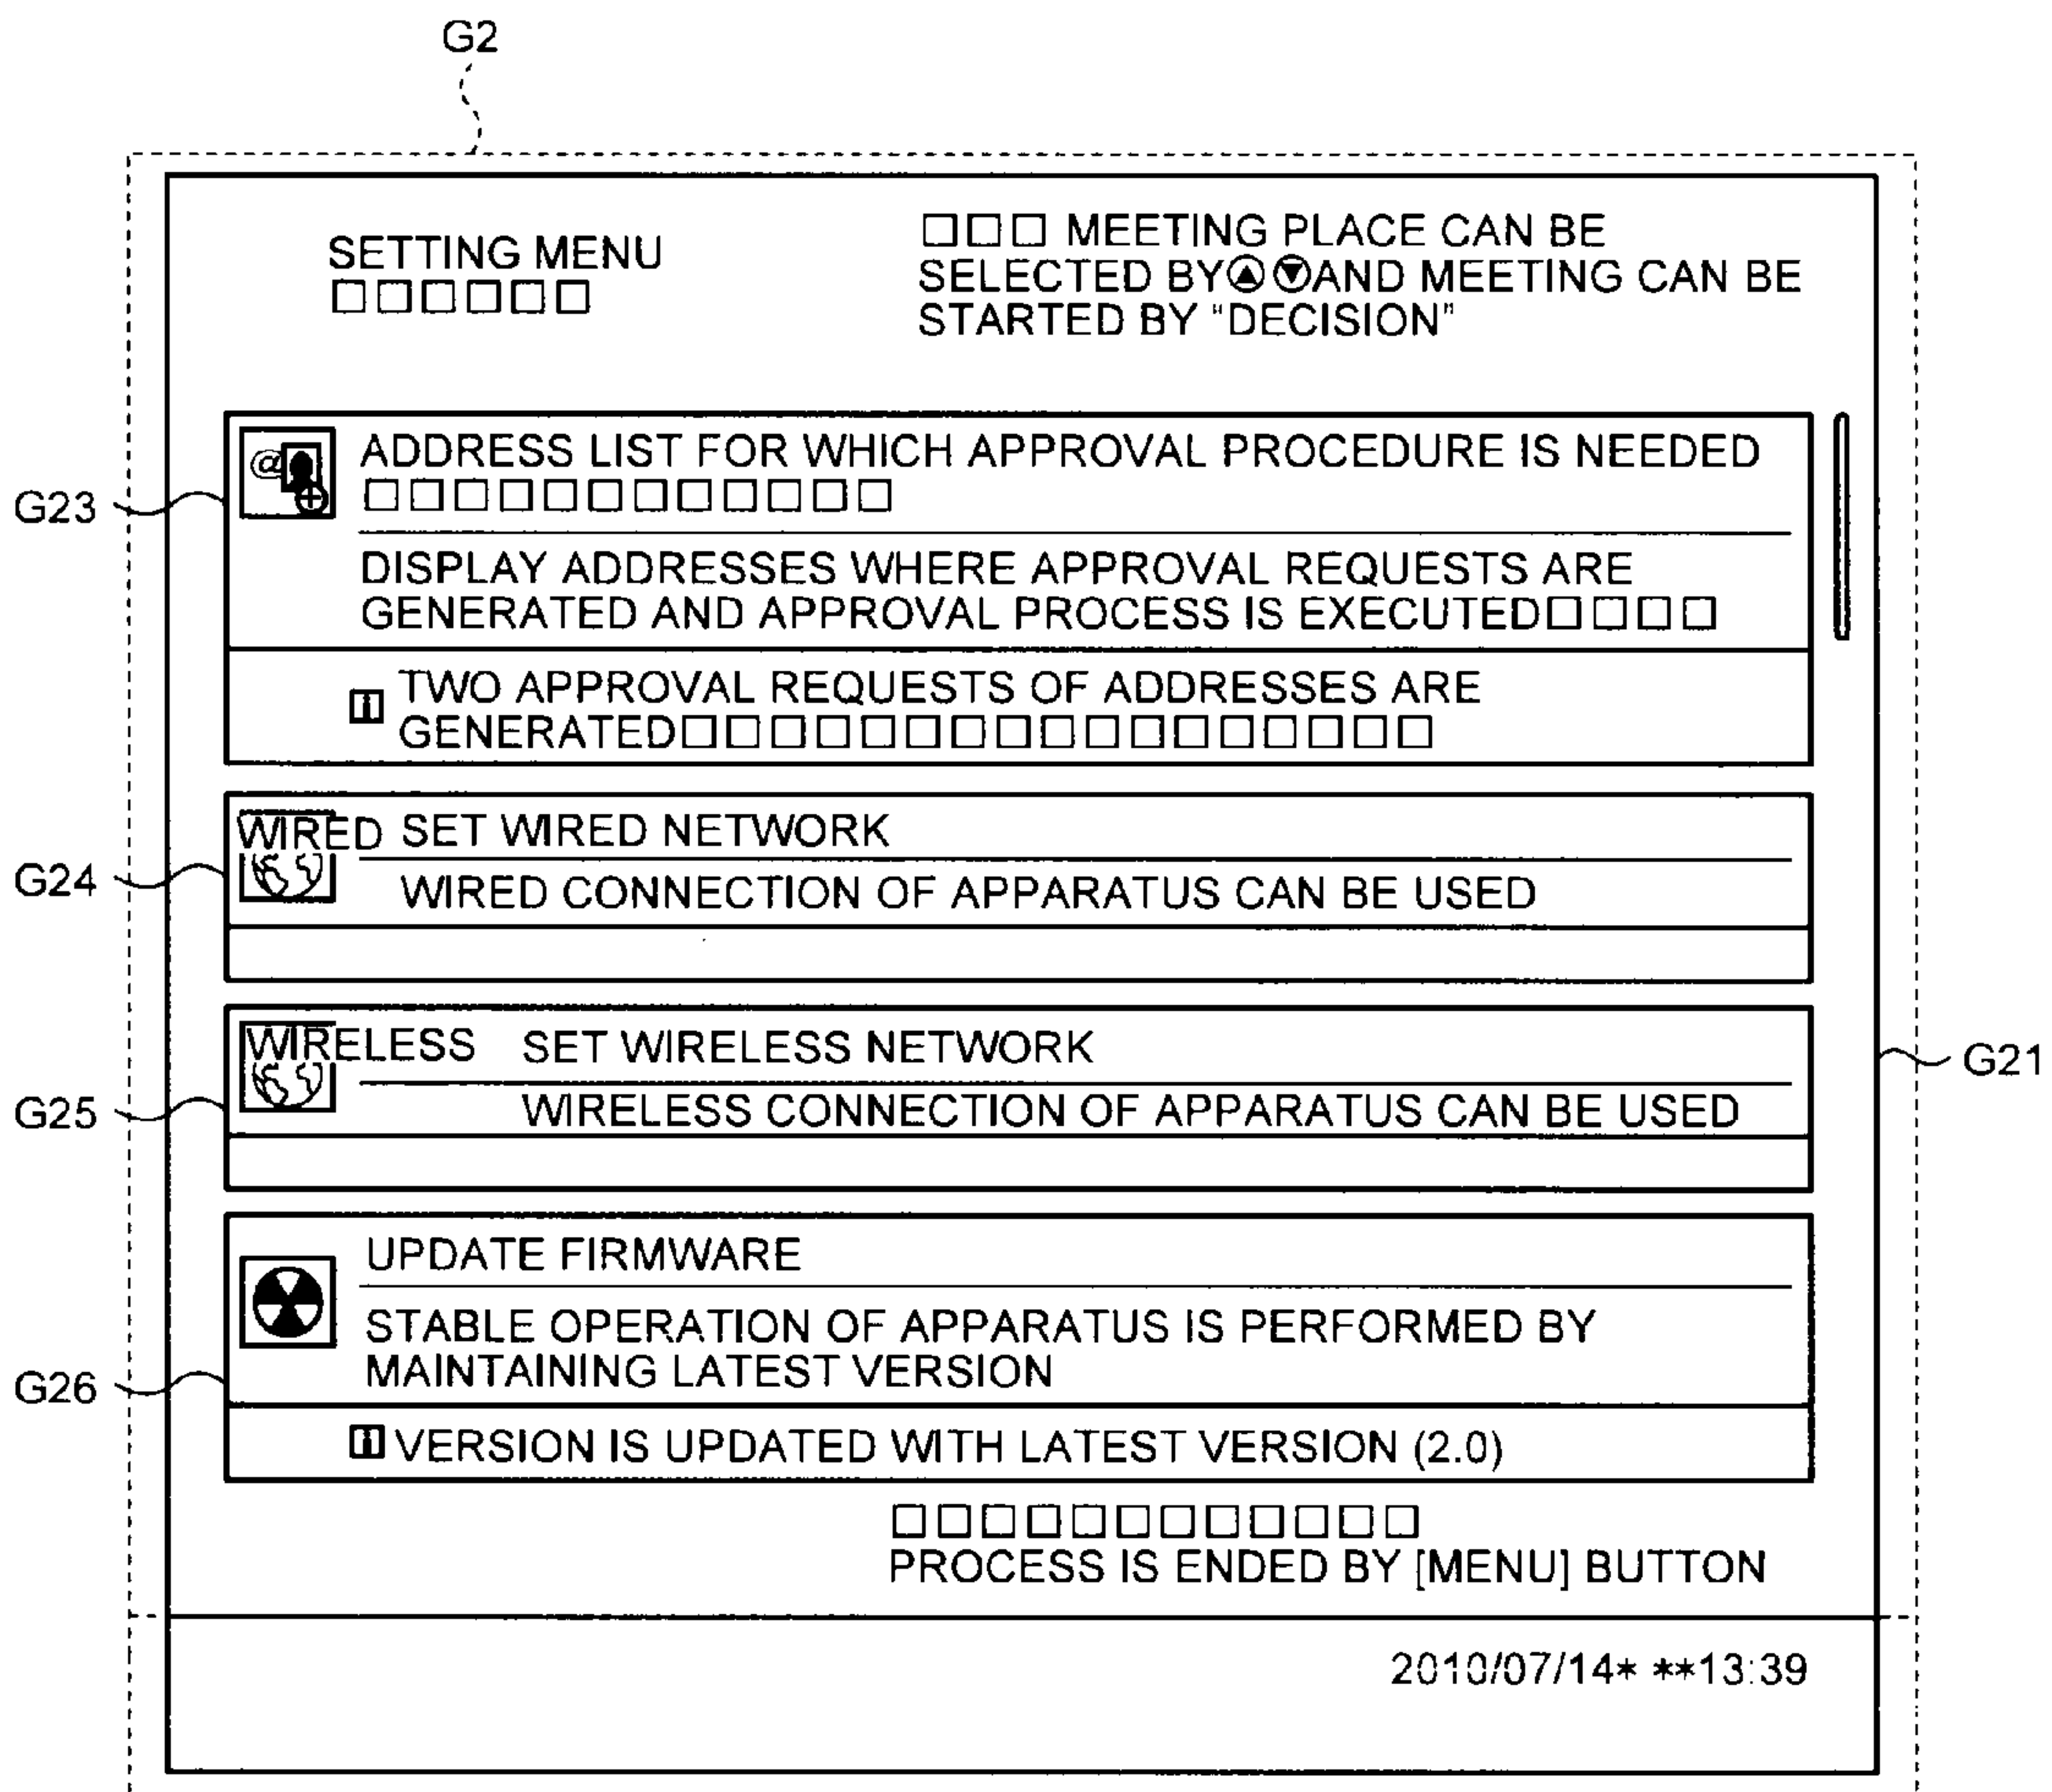 G2
SETTING MENU
□□□□□□
□□□ MEETING PLACE CAN BE
SELECTED BY▲ ▼AND MEETING CAN BE
STARTED BY "DECISION"
G23
@
ADDRESS LIST FOR WHICH APPROVAL PROCEDURE IS NEEDED
□□□□□□□□□□□□
DISPLAY ADDRESSES WHERE APPROVAL REQUESTS ARE
GENERATED AND APPROVAL PROCESS IS EXECUTED□□□□
i TWO APPROVAL REQUESTS OF ADDRESSES ARE
GENERATED□□□□□□□□□□□□□□□□□
G24
WIRED SET WIRED NETWORK
WIRED CONNECTION OF APPARATUS CAN BE USED
G25
WIRELESS SET WIRELESS NETWORK
WIRELESS CONNECTION OF APPARATUS CAN BE USED
G21
G26
UPDATE FIRMWARE
STABLE OPERATION OF APPARATUS IS PERFORMED BY
MAINTAINING LATEST VERSION
i VERSION IS UPDATED WITH LATEST VERSION (2.0)
□□□□□□□□□□□□
PROCESS IS ENDED BY [MENU] BUTTON
2010/07/14* **13:39